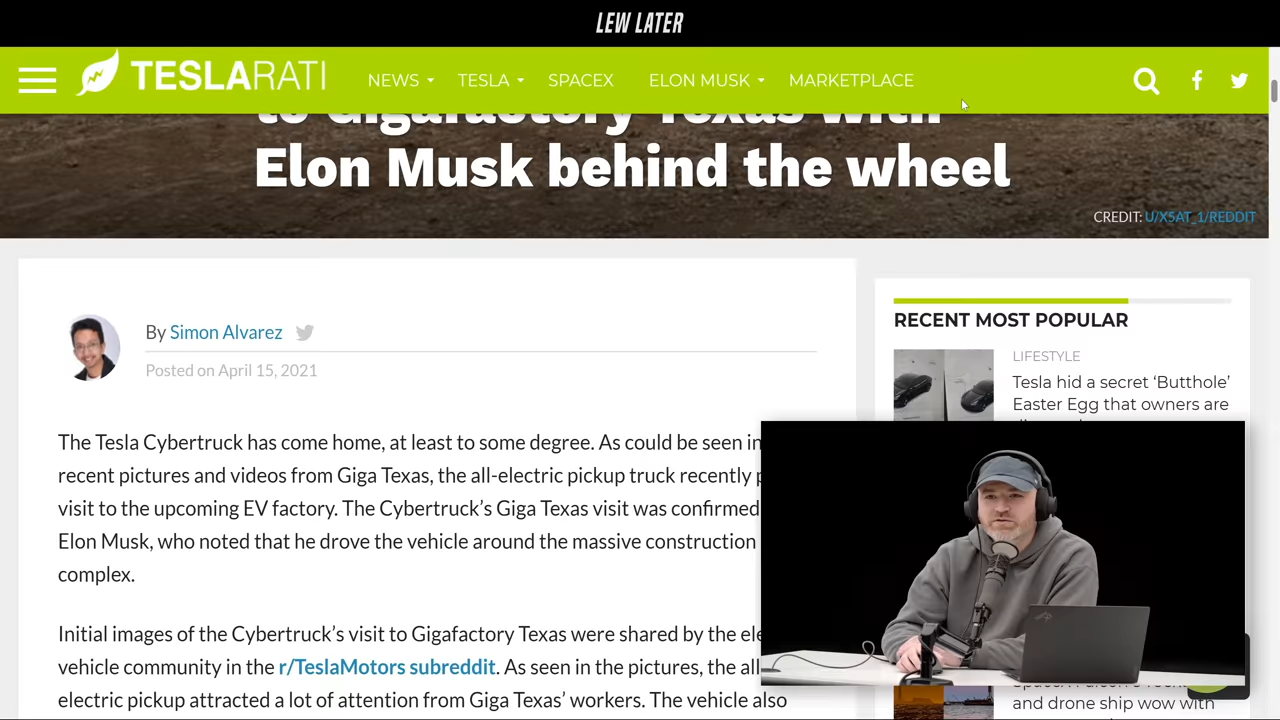 LEW LATER
TESLARATI
NEWS
TESLA
SPACEX
ELON MUSK
MARKETPLACE
to Gigafactory Texas with
Elon Musk behind the wheel
CREDIT: U/X5AT_1/REDDIT
By Simon Alvarez
Posted on April 15, 2021
The Tesla Cybertruck has come home, at least to some degree. As could be seen in
recent pictures and videos from Giga Texas, the all-electric pickup truck recently
visit to the upcoming EV factory. The Cybertruck's Giga Texas visit was confirmed
Elon Musk, who noted that he drove the vehicle around the massive construction
complex.
Initial images of the Cybertruck's visit to Gigafactory Texas were shared by the
vehicle community in the r/TeslaMotors subreddit. As seen in the pictures, the all
electric pickup attracted a lot of attention from Giga Texas' workers. The vehicle also
RECENT MOST POPULAR
LIFESTYLE
Tesla hid a secret ‘Butthole’
Easter Egg that owners are
and drone ship wow with